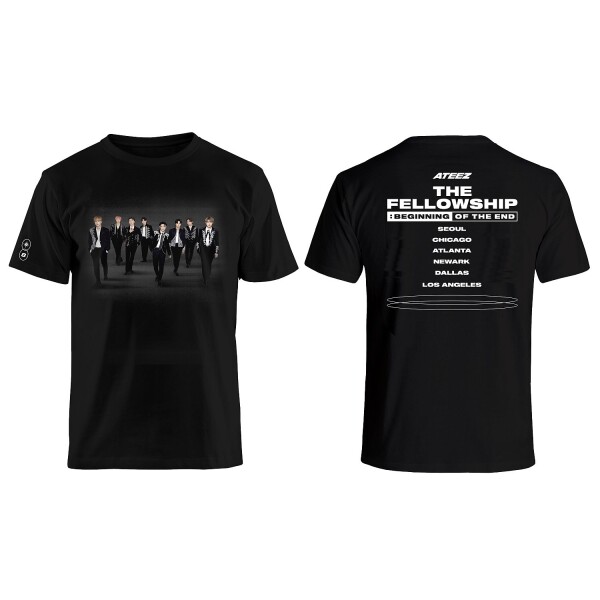 ATEEZ
THE
FELLOWSHIP
: BEGINNING OF THE END
SEOUL
CHICAGO
ATLANTA
NEWARK
DALLAS
LOS ANGELES